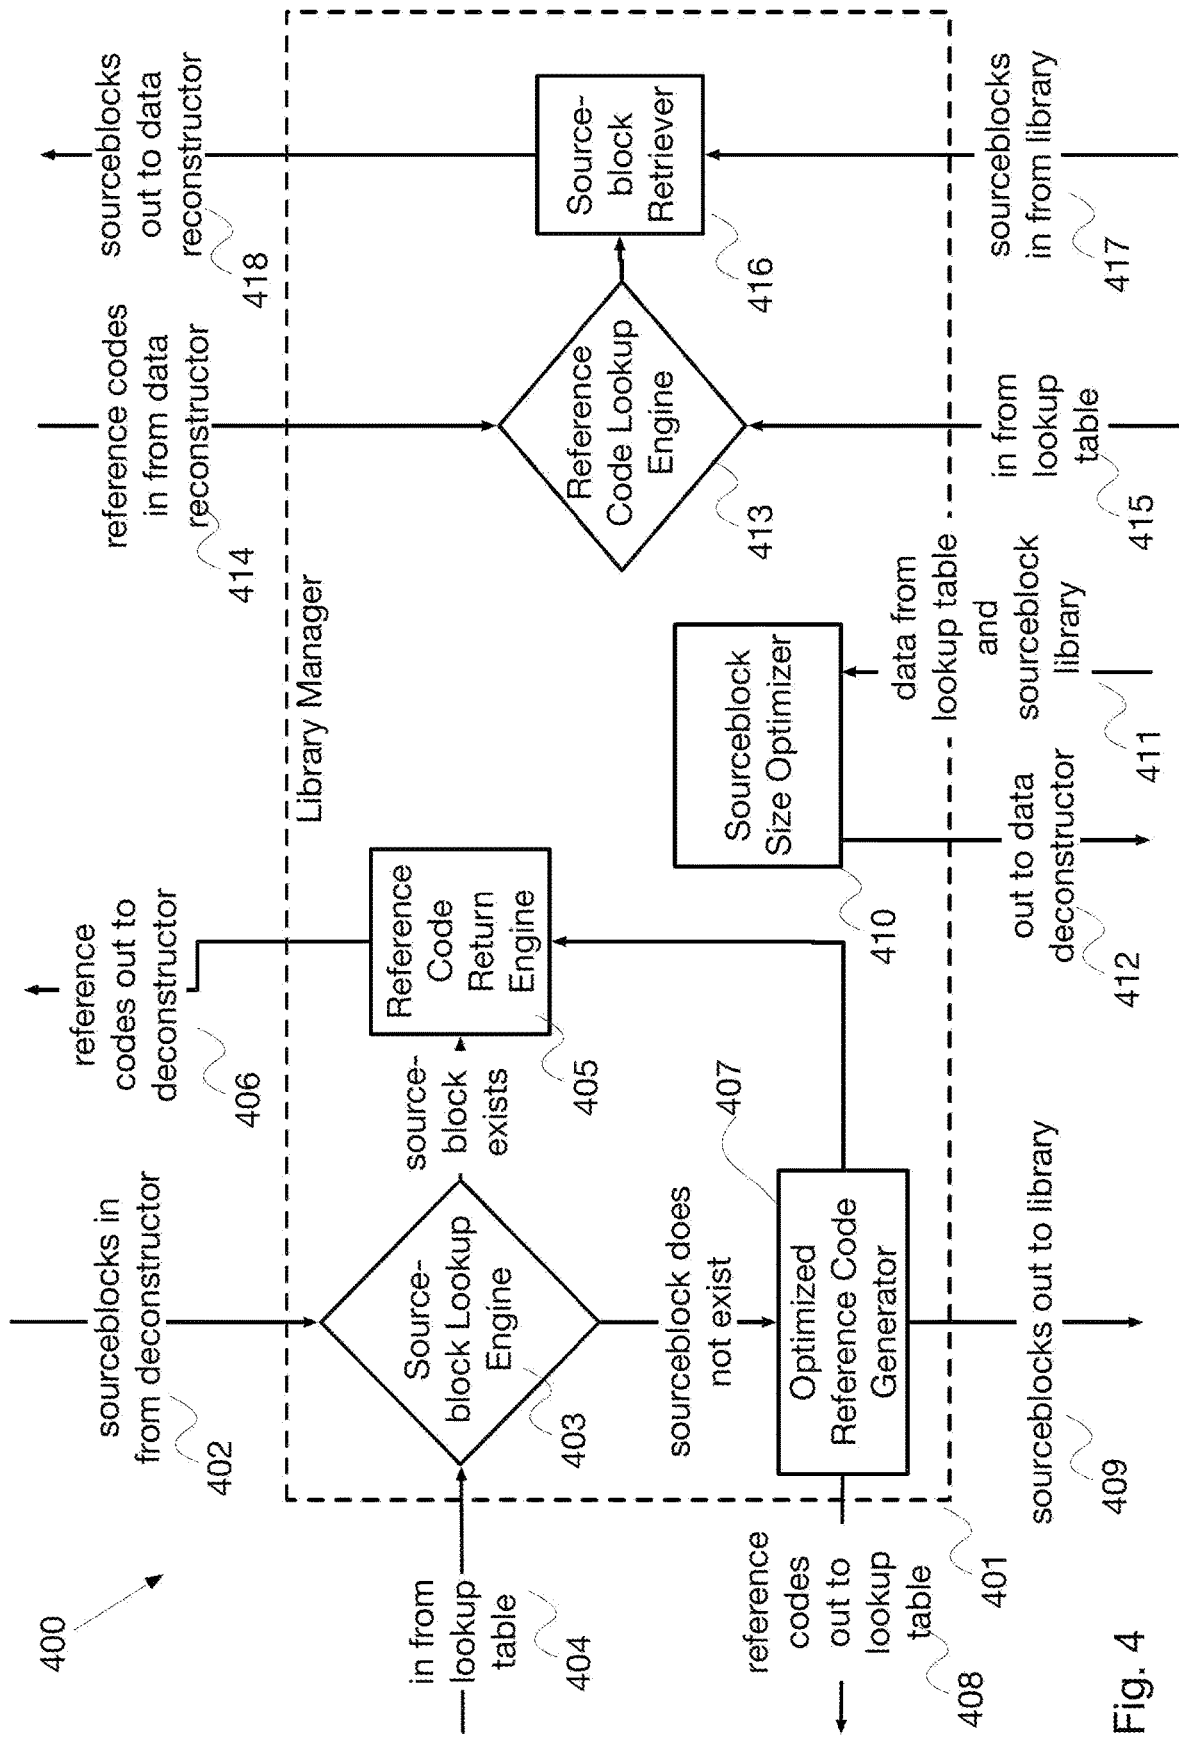 400
sourceblocks in
from deconstructor
402
reference
codes out to
deconstructor
406
reference codes
in from data
reconstructor
414
sourceblocks
out to data
reconstructor
418
Library Manager
in from
lookup
table
404
Source-
block Lookup
Engine
403
source-
block
exists
Reference
Code
Return
Engine
405
sourceblock does
not exist
407
Optimized
Reference Code
Generator
reference
codes
out to
lookup
table
408
401
sourceblocks out to library
409
Sourceblock
Size Optimizer
410
out to data
deconstructor
412
data from
lookup table
and
sourceblock
library
411
Reference
Code Lookup
Engine
413
in from
lookup
table
415
Source-
block
Retriever
416
sourceblocks
in from library
417
Fig. 4